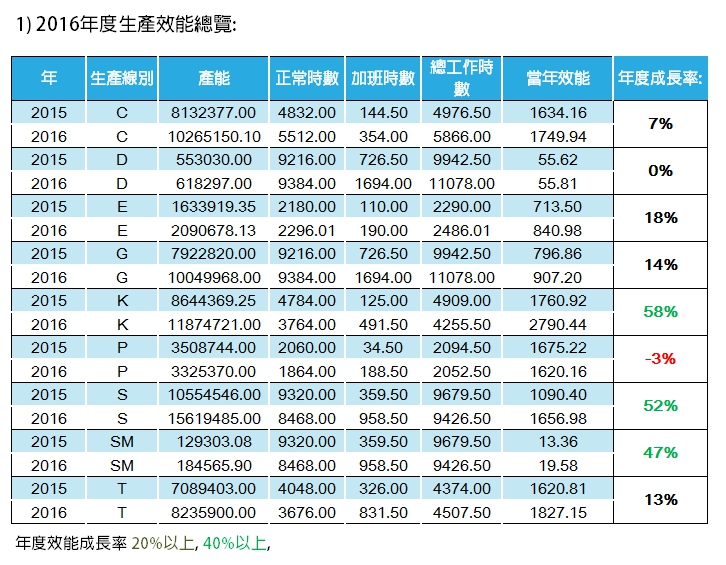 1) 2016年度生產效能總覽:
年 生產線別 產能 正常時數 加班時數 總工作時數 當年效能 年度成長率:
2015 C 8132377.00 4832.00 144.50 4976.50 1634.16 7%
2016 C 10265150.10 5512.00 354.00 5866.00 1749.94
2015 D 553030.00 9216.00 726.50 9942.50 55.62 0%
2016 D 618297.00 9384.00 1694.00 11078.00 55.81
2015 E 1633919.35 2180.00 110.00 2290.00 713.50 18%
2016 E 2090678.13 2296.01 190.00 2486.01 840.98
2015 G 7922820.00 9216.00 726.50 9942.50 796.86 14%
2016 G 10049968.00 9384.00 1694.00 11078.00 907.20
2015 K 8644369.25 4784.00 125.00 4909.00 1760.92 58%
2016 K 11874721.00 3764.00 491.50 4255.50 2790.44
2015 P 3508744.00 2060.00 34.50 2094.50 1675.22 -3%
2016 P 3325370.00 1864.00 188.50 2052.50 1620.16
2015 S 10554546.00 9320.00 359.50 9679.50 1090.40 52%
2016 S 15619485.00 8468.00 958.50 9426.50 1656.98
2015 SM 129303.08 9320.00 359.50 9679.50 13.36 47%
2016 SM 184565.90 8468.00 958.50 9426.50 19.58
2015 T 7089403.00 4048.00 326.00 4374.00 1620.81 13%
2016 T 8235900.00 3676.00 831.50 4507.50 1827.15
年度效能成長率 20%以上, 40%以上,